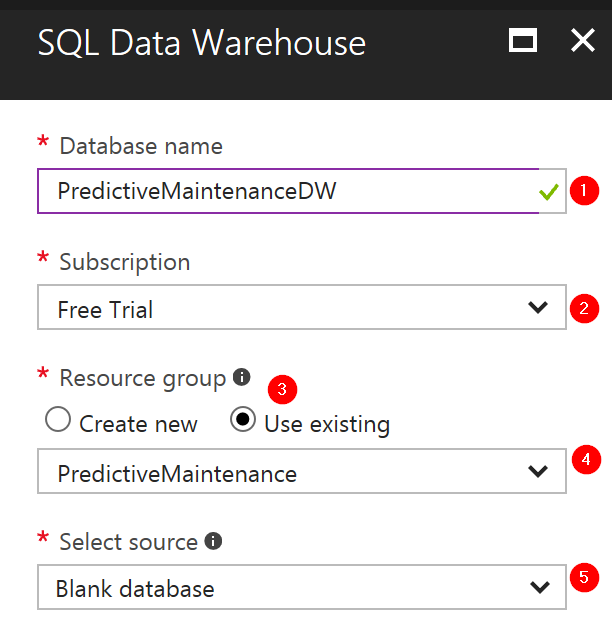 SQL Data Warehouse
* Database name
PredictiveMaintenanceDW 1
* Subscription
Free Trial 2
* Resource group 3
Create new Use existing
PredictiveMaintenance 4
* Select source
Blank database 5